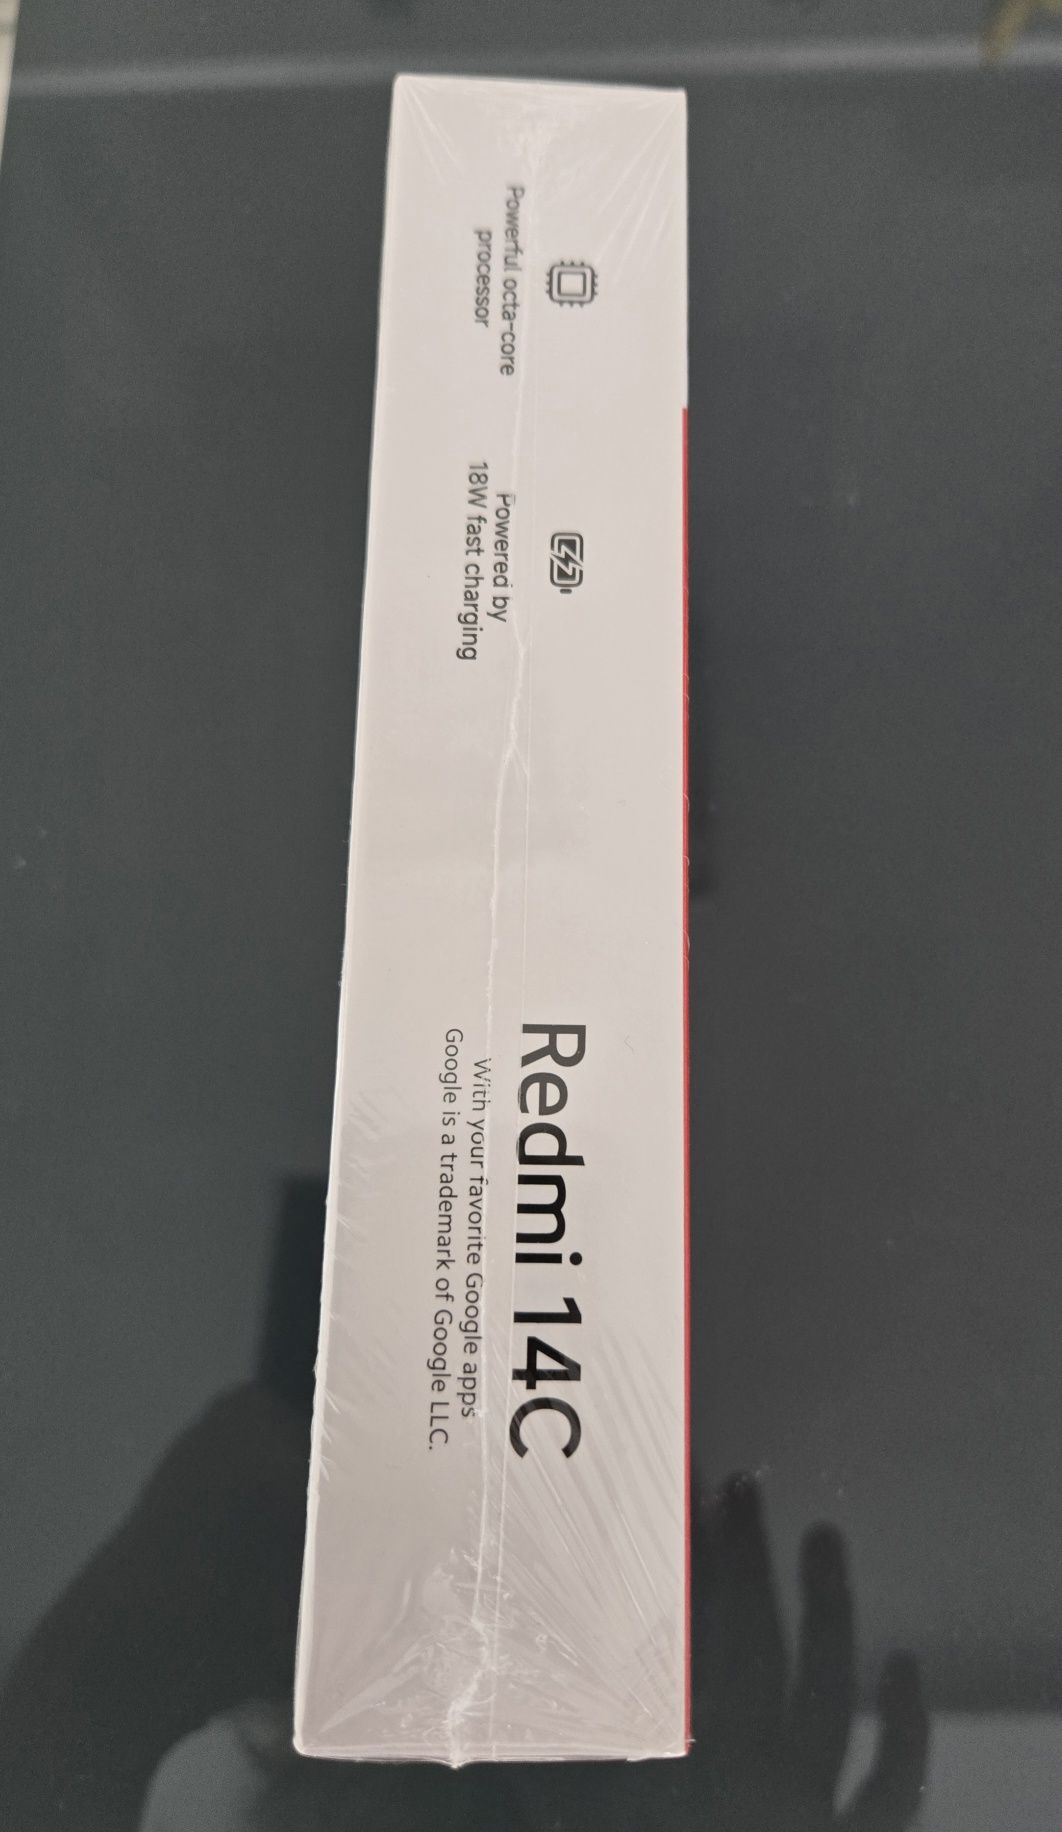 Powerful octa-core
processor
Powered by
18W fast charging
Redmi 14C
With your favorite Google apps
Google is a trademark of Google LLC.